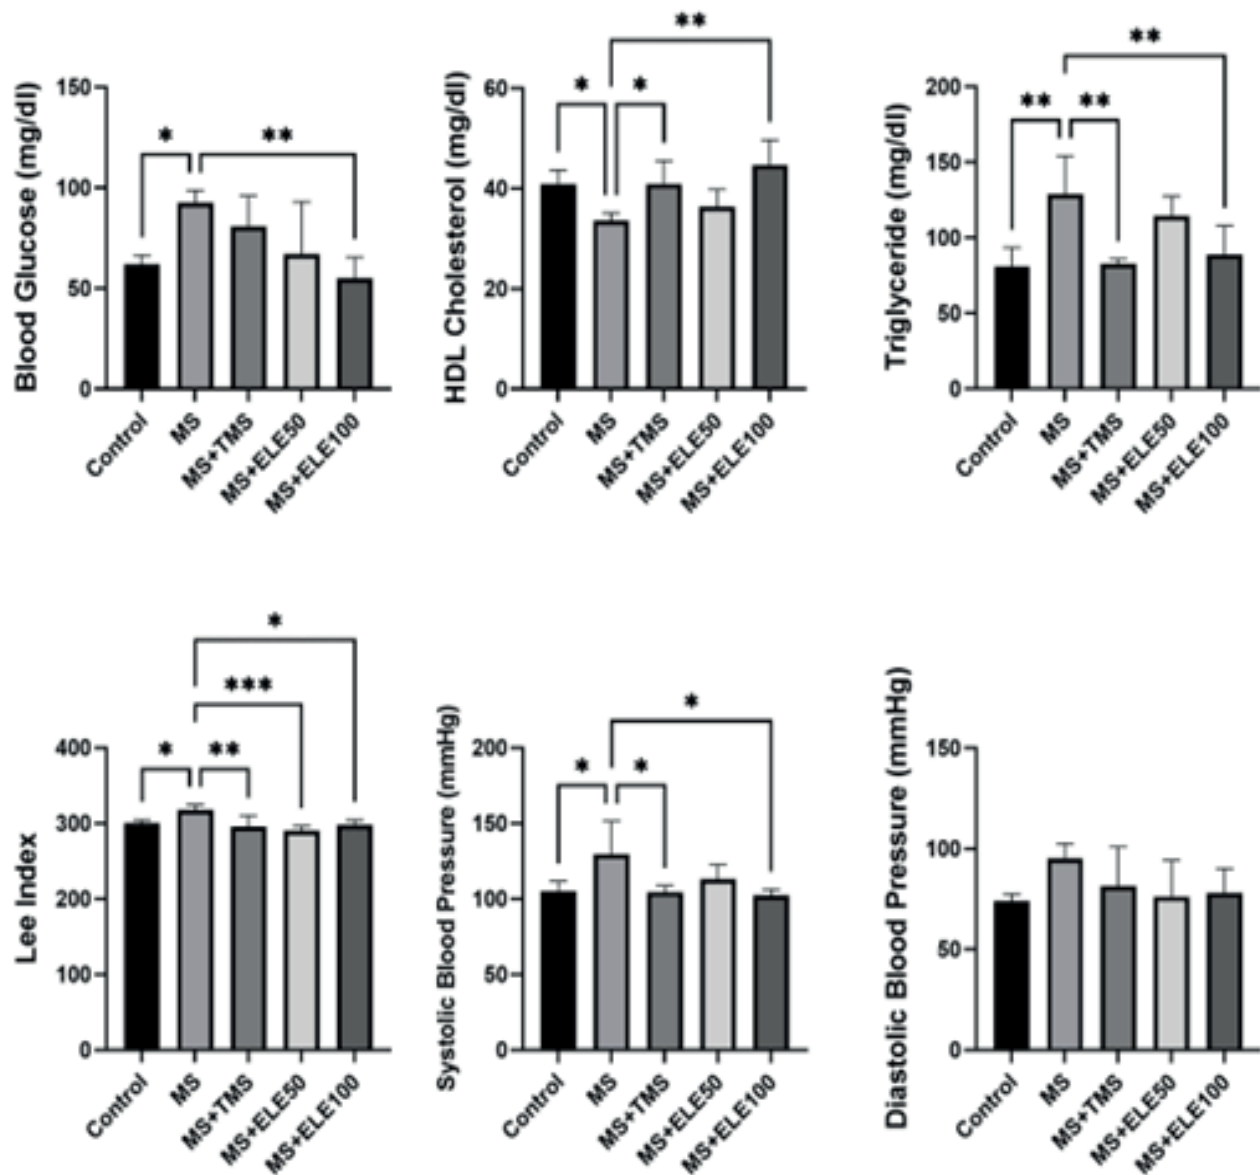 * **
Blood Glucose (mg/dl)
150
100
50
0
Control
MS
MS+TMS
MS+ELE50
MS+ELE100
**
* *
HDL Cholesterol (mg/dl)
60
40
20
0
Control
MS
MS+TMS
MS+ELE50
MS+ELE100
**
** **
Triglyceride (mg/dl)
200
150
100
50
0
Control
MS
MS+TMS
MS+ELE50
MS+ELE100
*
***
* **
Lee Index
400
300
200
100
0
Control
MS
MS+TMS
MS+ELE50
MS+ELE100
*
* *
Systolic Blood Pressure (mmHg)
200
150
100
50
0
Control
MS
MS+TMS
MS+ELE50
MS+ELE100
Diastolic Blood Pressure (mmHg)
150
100
50
0
Control
MS
MS+TMS
MS+ELE50
MS+ELE100